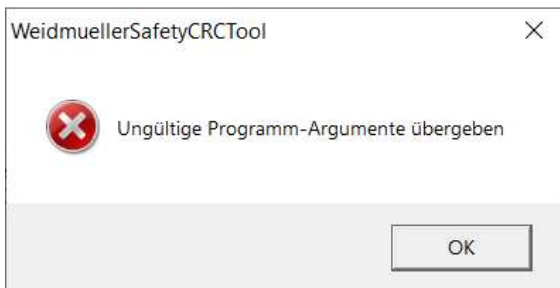 WeidmuellerSafetyCRCTool
Ungültige Programm-Argumente übergeben
OK